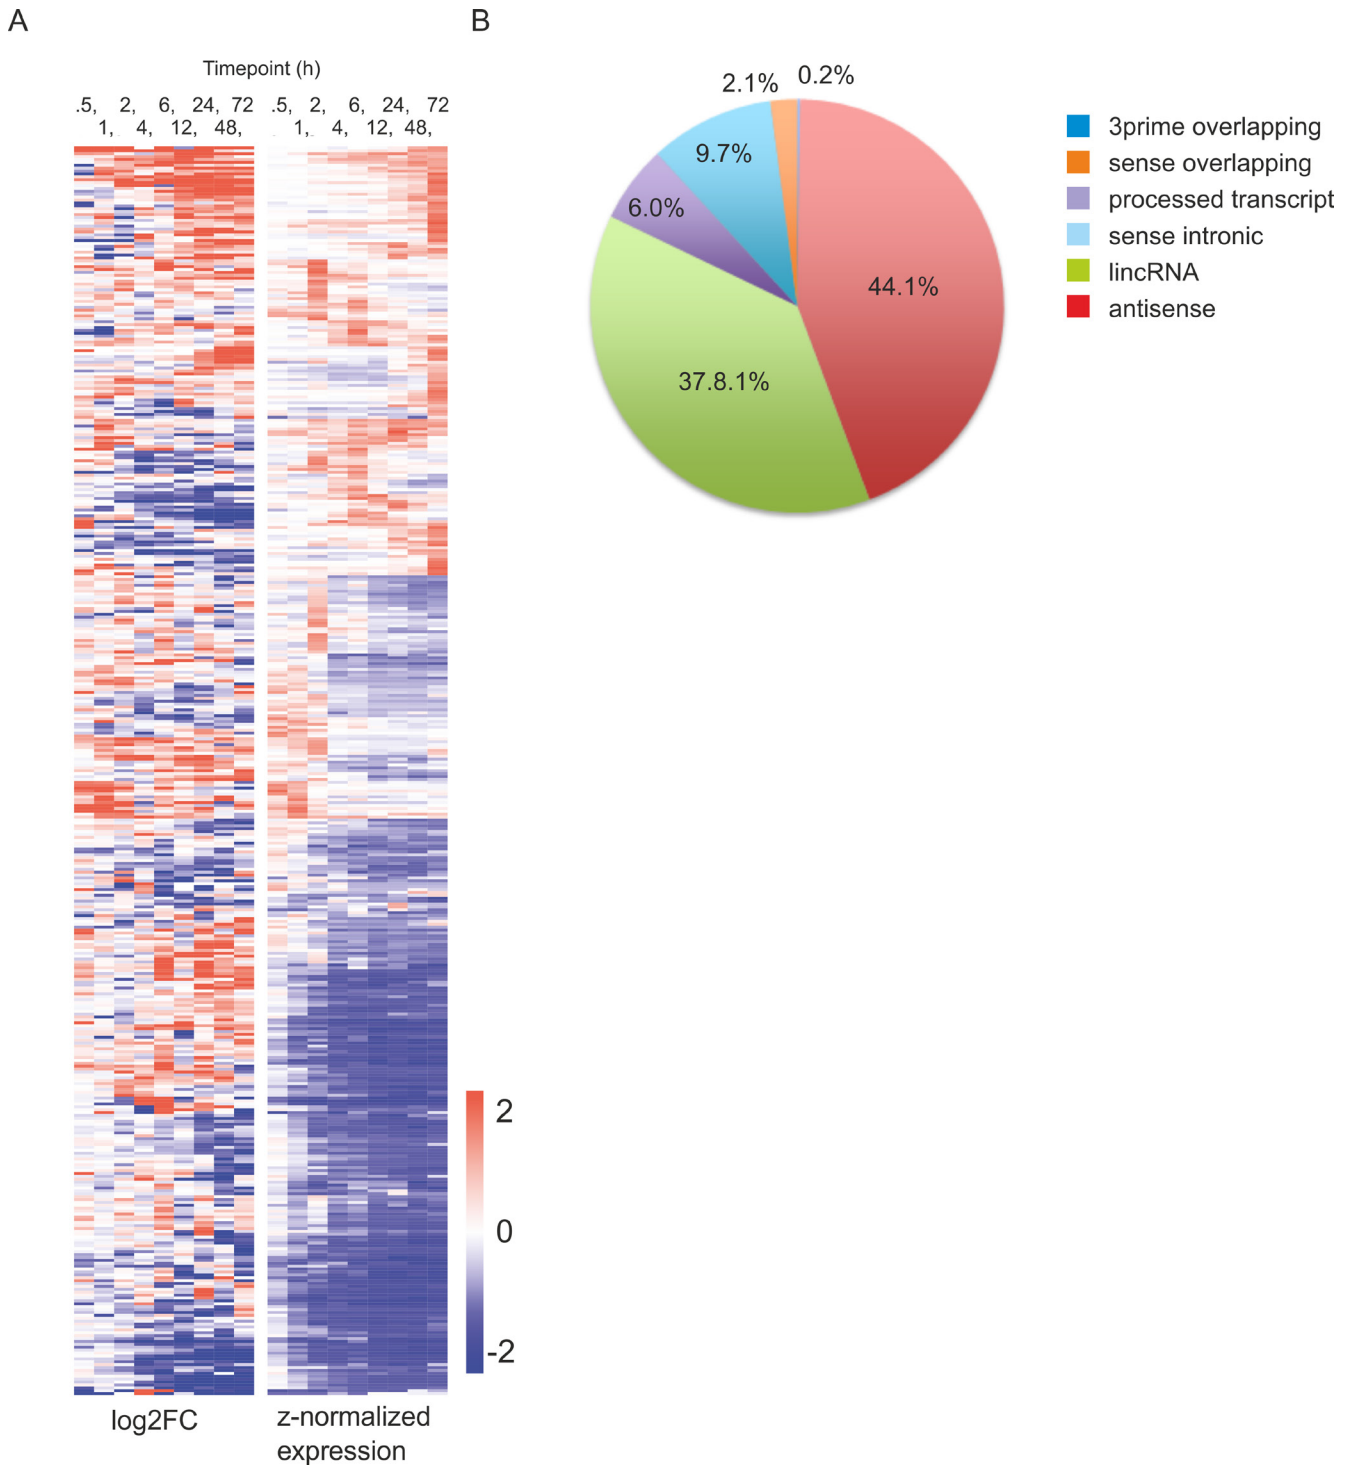 A
Timepoint (h)
.5, 2, 6, 24, 72
1, 4, 12, 48,
.5, 2, 6, 24, 72
1, 4, 12, 48,
2
0
-2
log2FC
z-normalized
expression
B
2.1%
0.2%
9.7%
6.0%
44.1%
37.8.1%
3prime overlapping
sense overlapping
processed transcript
sense intronic
lincRNA
antisense